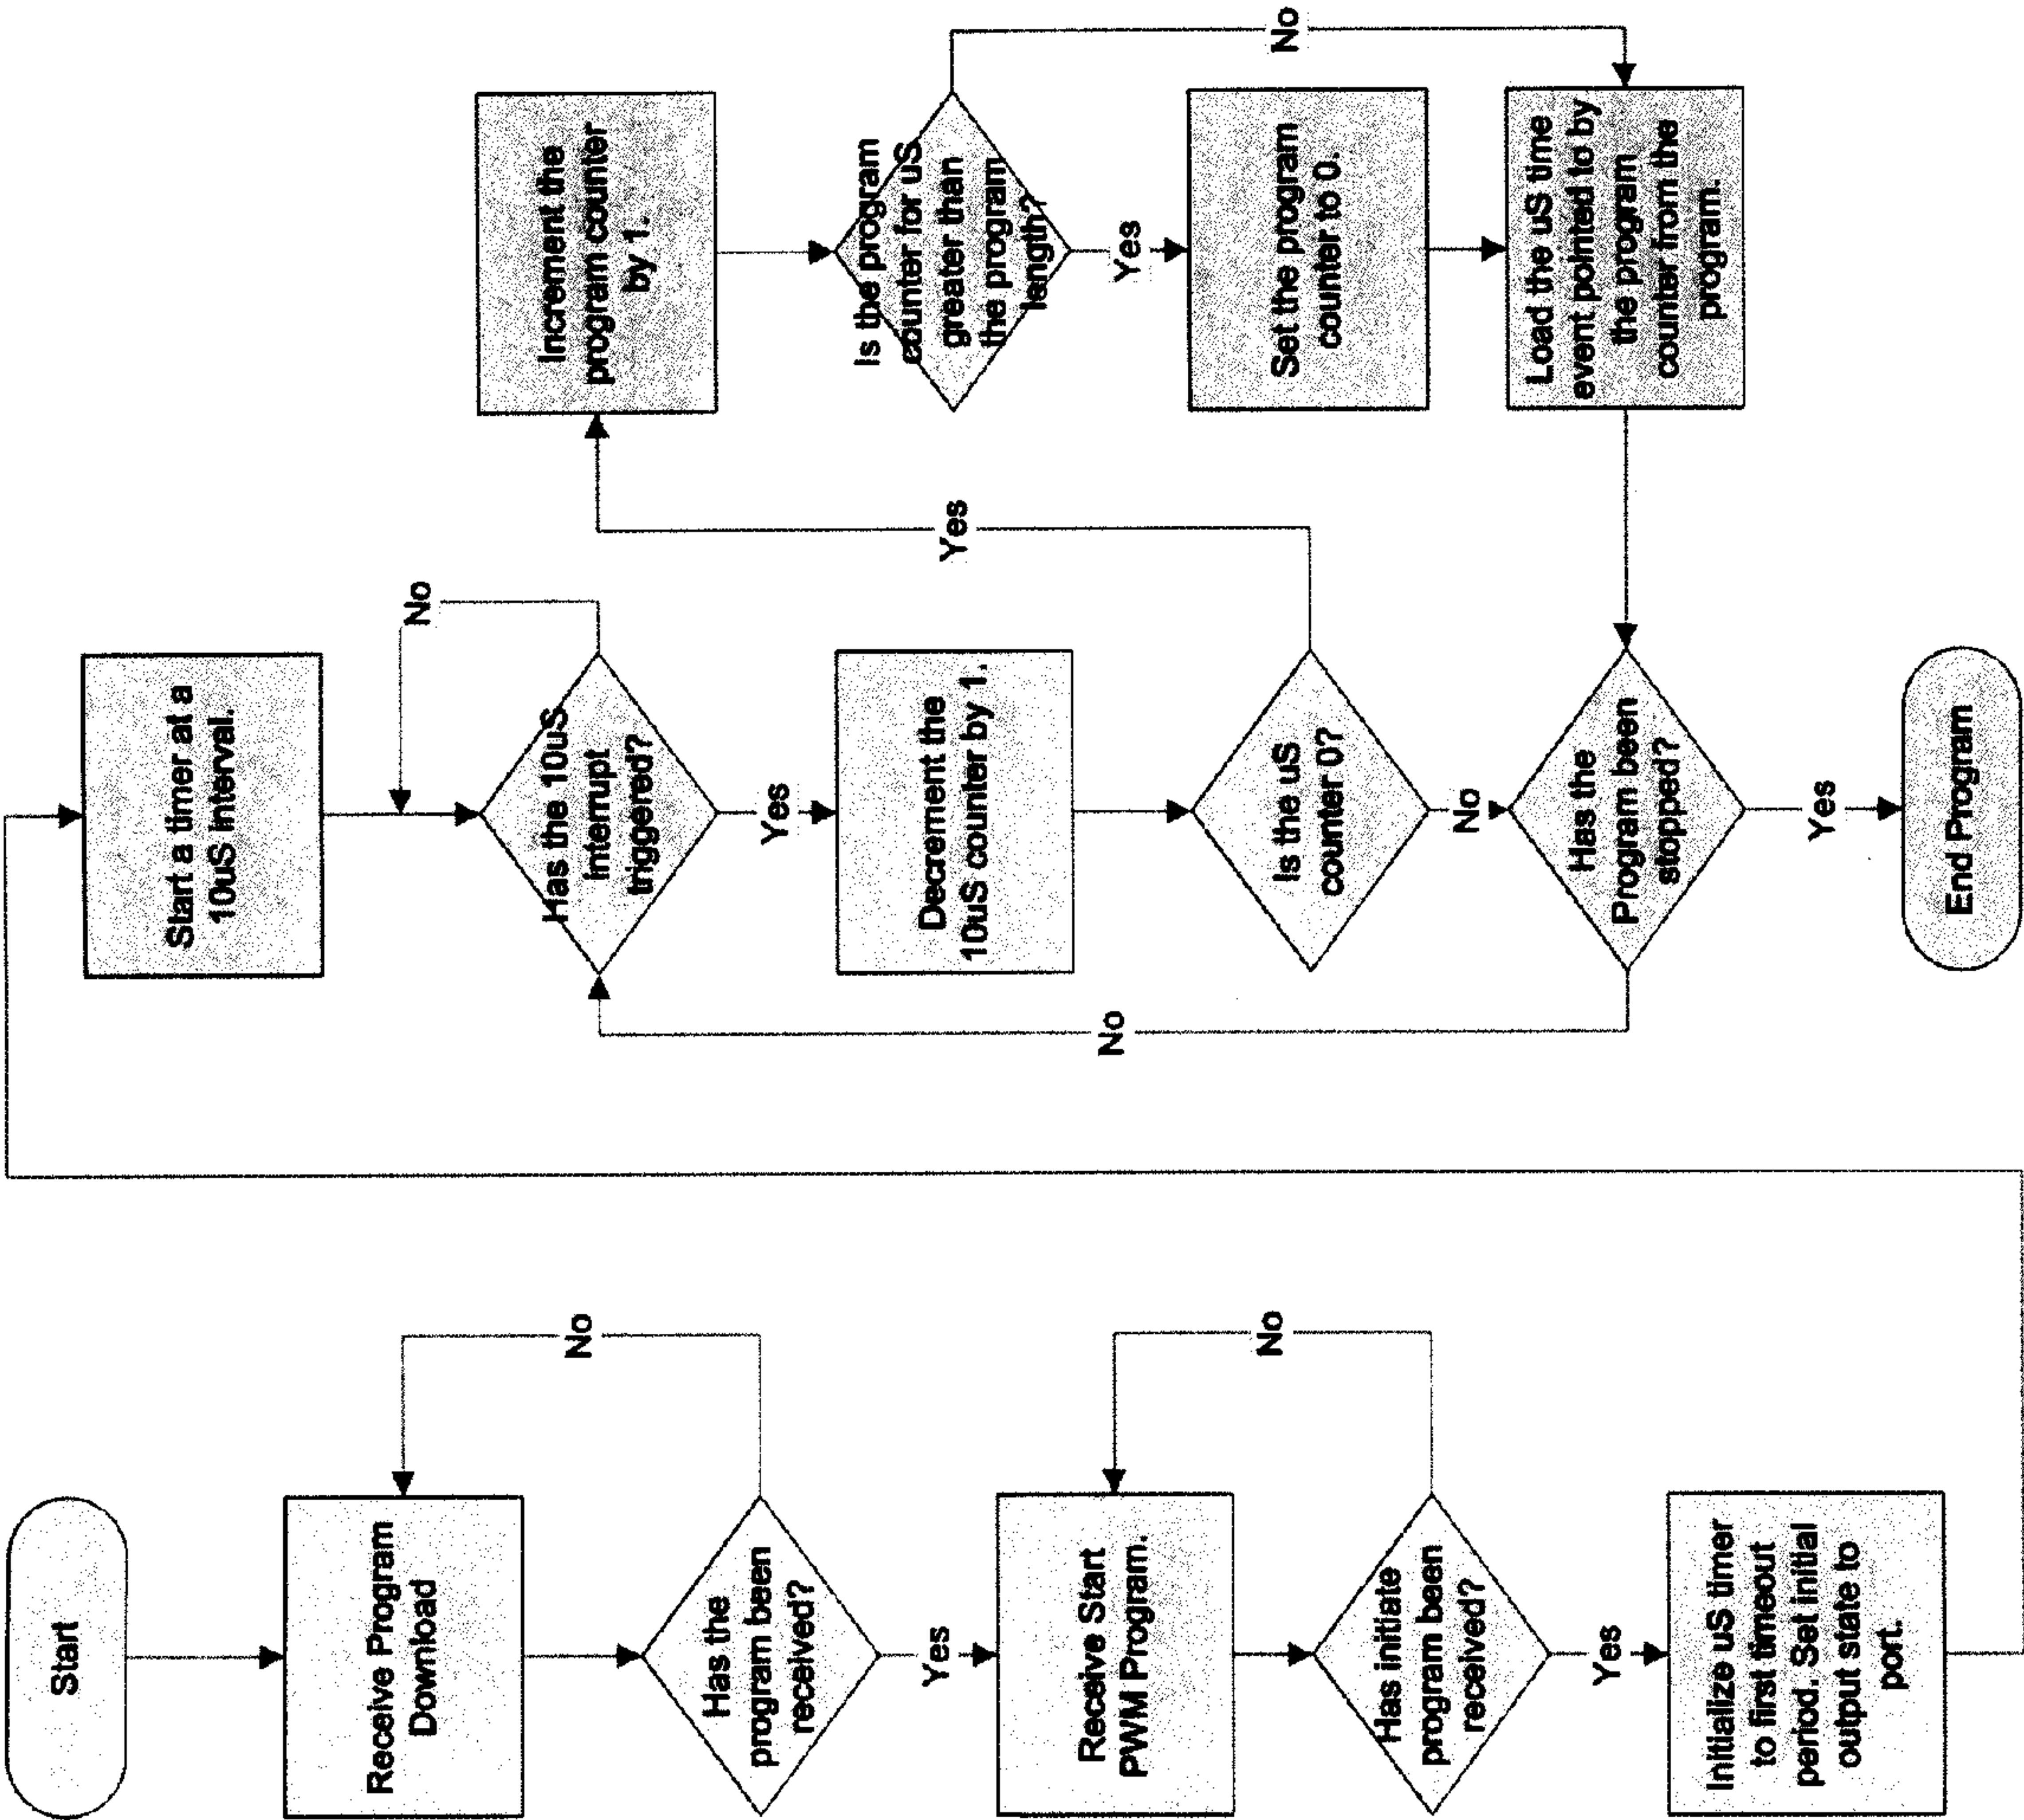 Start
Receive Program
Download
Has the
program been
received?
No
Yes
Receive Start
PWM Program.
Has initiate
program been
received?
No
Yes
Initialize uS timer
to first timeout
period. Set initial
output state to
port.
Start a timer at a
10uS interval.
Has the 10uS
interrupt
triggered?
No
Yes
Decrement the
10uS counter by 1.
Is the uS
counter 0?
Yes
No
Has the
Program been
stopped?
No
Yes
End Program
Increment the
program counter
by 1.
Is the program
counter for uS
greater than
the program
length?
No
Yes
Set the program
counter to 0.
Load the uS time
event pointed to by
the program
counter from the
program.